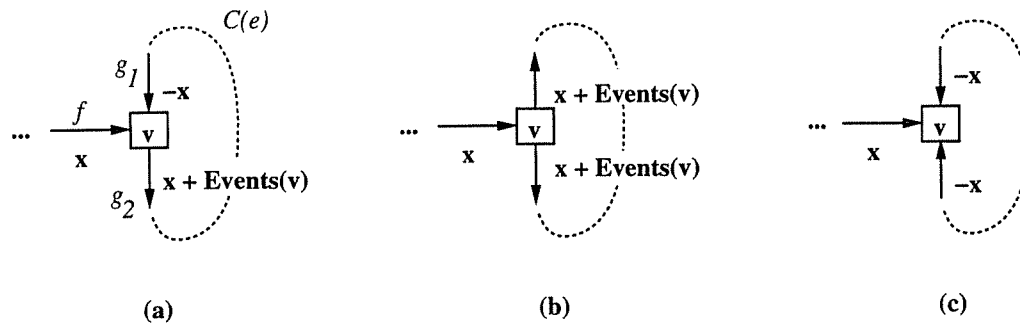 C(e)
g1
−x
f
... v
x
x + Events(v)
g2
(a)
x + Events(v)
... v
x
x + Events(v)
(b)
−x
... v
x
−x
(c)